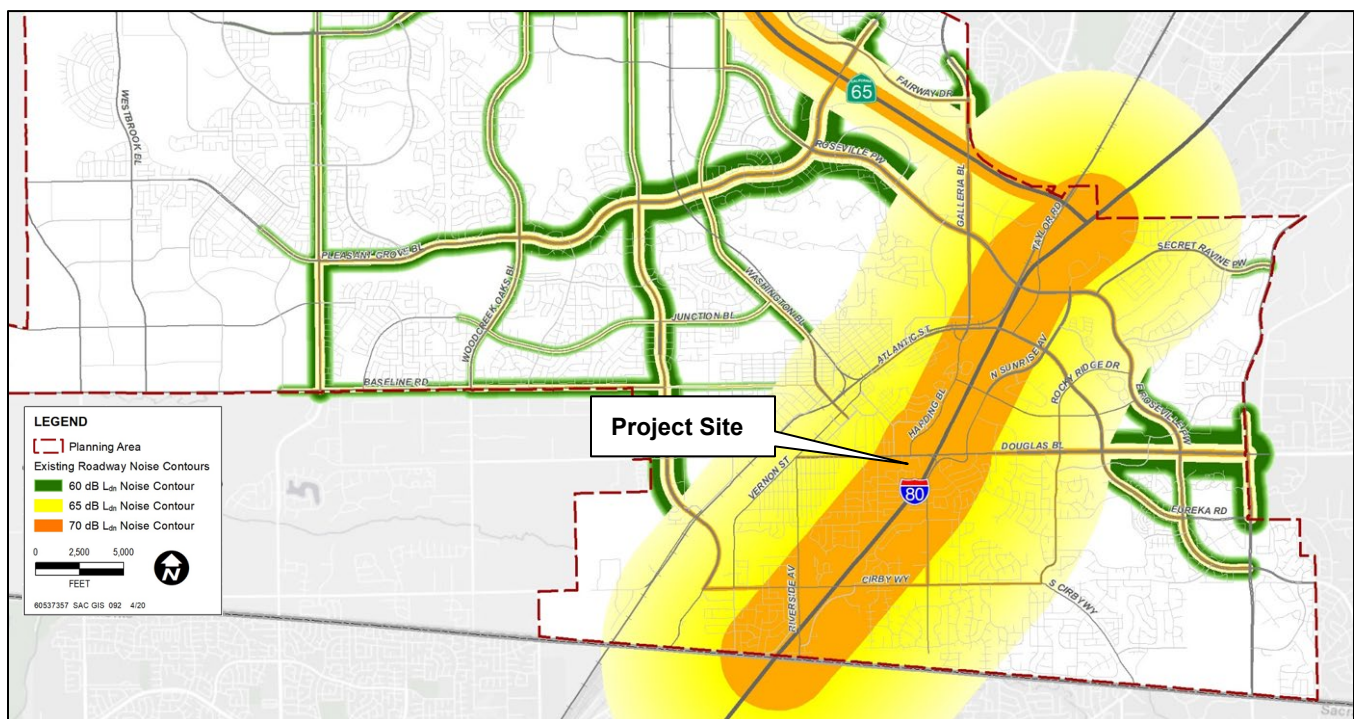 WESTBROOK BL
CALIFORNIA
65
FAIRWAY DR
ROSEVILLE PW
GALLERIA BL
TAYLOR RD
PLEASANT GROVE BL
WOODCREEK OAKS BL
WASHINGTON BL
SECRET RAVINE PW
JUNCTION BL
ATLANTIC ST
N SUNRISE AV
ROCKY RIDGE DR
E ROSEVILLE PW
BASELINE RD
HARDING BL
Project Site
DOUGLAS BL
VERNON ST
80
EUREKA RD
CIRBY WY
S CIRBY WY
RIVERSIDE AV
5
LEGEND
Planning Area
Existing Roadway Noise Contours
60 dB Ldn Noise Contour
65 dB Ldn Noise Contour
70 dB Ldn Noise Contour
0 2,500 5,000
FEET
N
60537357 SAC GIS 092 4/20